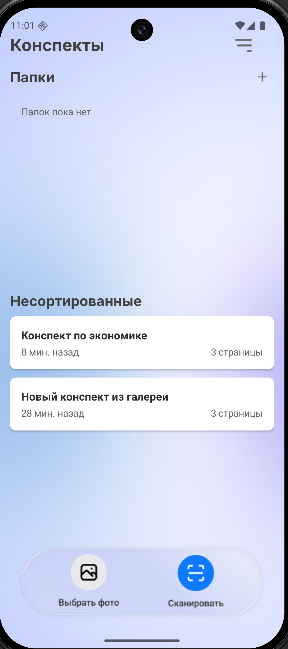 11:01
Конспекты
Папки
Папок пока нет
Несортированные
Конспект по экономике
8 мин. назад 3 страницы
Новый конспект из галереи
28 мин. назад 3 страницы
Выбрать фото Сканировать